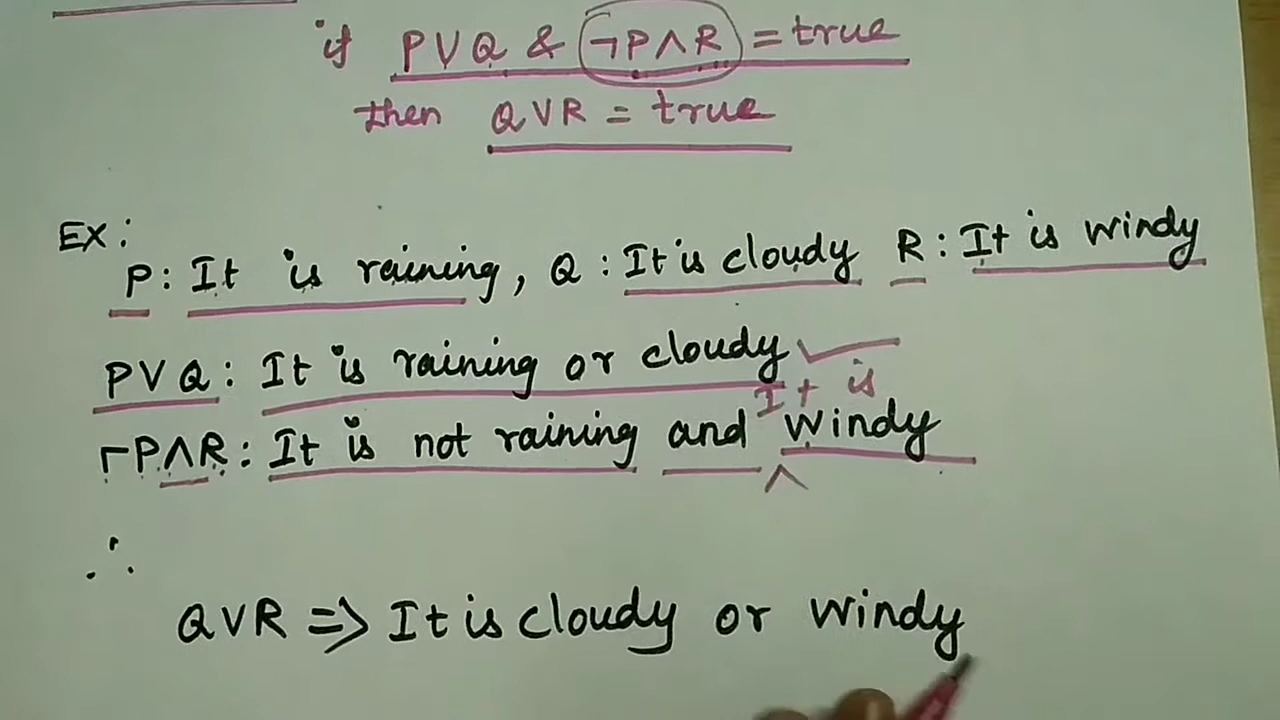 if P∨Q & ¬P∧R = true
then Q∨R = true
Ex:
P: It is raining, Q: It is cloudy R: It is windy
P∨Q: It is raining or cloudy
¬P∧R: It is not raining and It is windy
∴
Q∨R => It is cloudy or windy